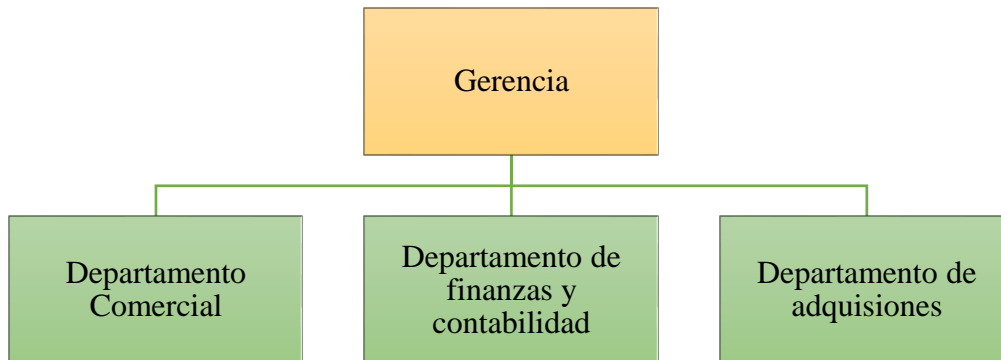 Gerencia
Departamento
Comercial
Departamento de
finanzas y
contabilidad
Departamento de
adquisiones